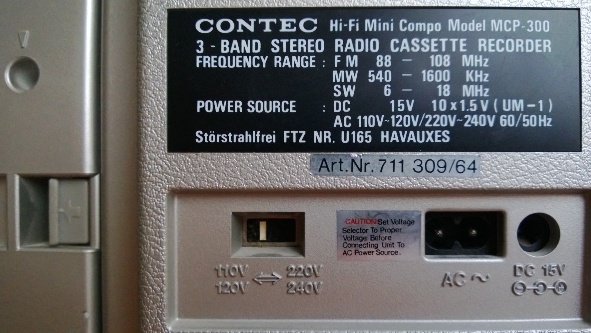 CONTEC Hi-Fi Mini Compo Model MCP-300
3 - BAND STEREO RADIO CASSETTE RECORDER
FREQUENCY RANGE : FM 88 - 108 MHz
MW 540 - 1600 KHz
SW 6 - 18 MHz
POWER SOURCE : DC 15V 10x1.5V (UM-1)
AC 110V~120V/220V~240V 60/50Hz
Störstrahlfrei FTZ NR. U165 HAVAUXES
Art.Nr. 711 309/64
CAUTION: Set Voltage
Selector To Proper
Voltage Before
Connecting Unit To
AC Power Source.
110V 220V
120V 240V
AC ~
DC 15V